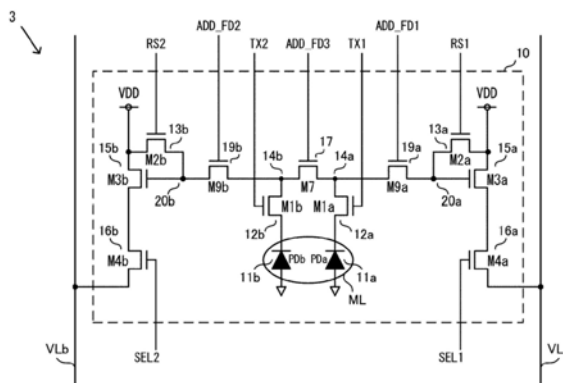 3
ADD_FD2 TX2 ADD_FD3 TX1 ADD_FD1
RS2 RS1
10
VDD VDD
13b 17 13a
15b 19b 14b 14a 19a 15a
M2b M2a
M3b M9b M7 M9a M3a
20b M1b M1a 20a
16b 12b 12a 16a
M4b PDb PDa M4a
11b 11a
ML
VLb SEL2 SEL1 VL